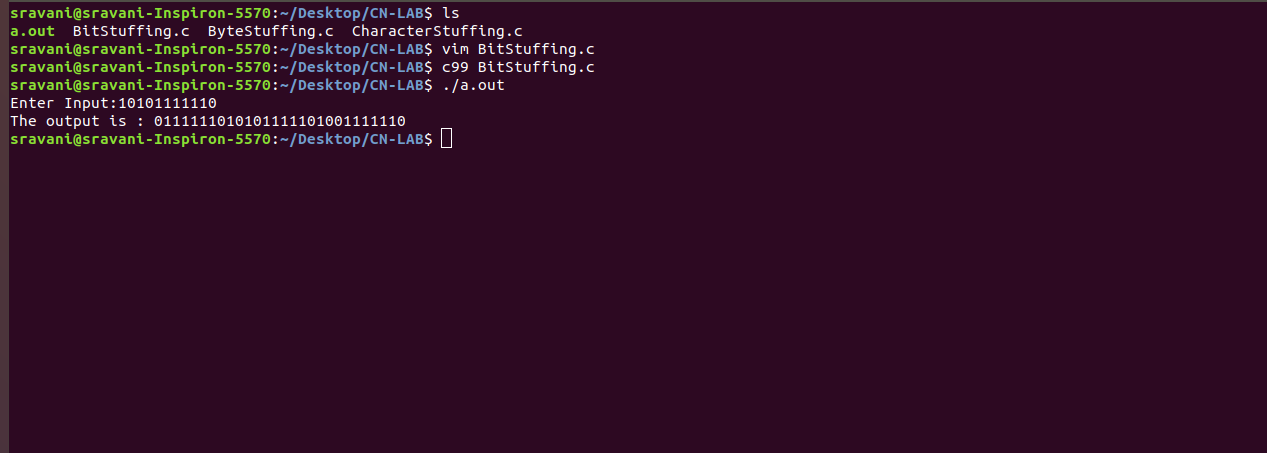 sravani@sravani-Inspiron-5570:~/Desktop/CN-LAB$ ls
a.out  BitStuffing.c  ByteStuffing.c  CharacterStuffing.c
sravani@sravani-Inspiron-5570:~/Desktop/CN-LAB$ vim BitStuffing.c
sravani@sravani-Inspiron-5570:~/Desktop/CN-LAB$ c99 BitStuffing.c
sravani@sravani-Inspiron-5570:~/Desktop/CN-LAB$ ./a.out
Enter Input:10101111110
The output is : 0111111010101111101001111110
sravani@sravani-Inspiron-5570:~/Desktop/CN-LAB$